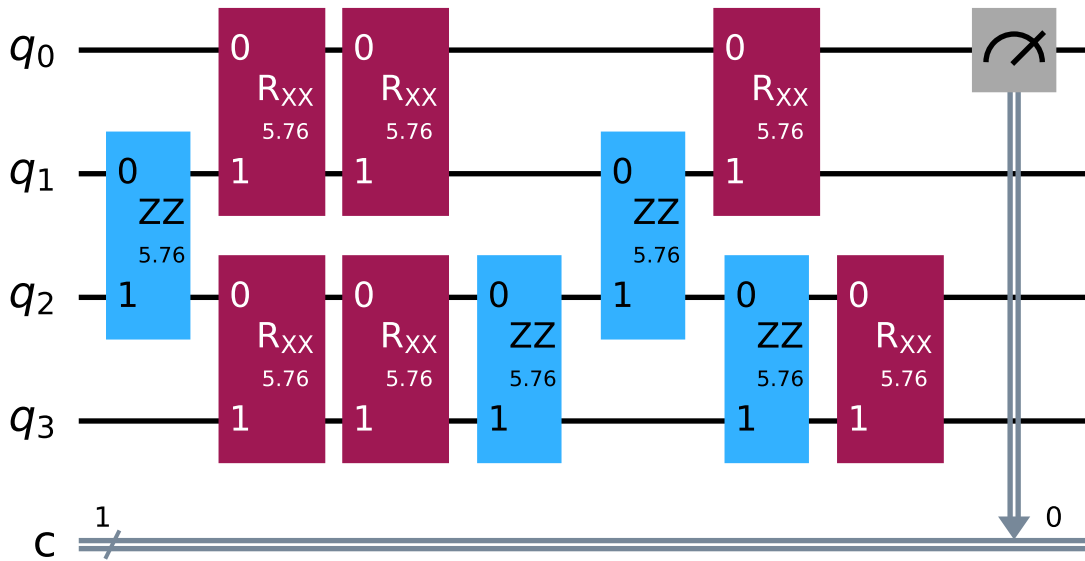 q0
0 0 0
RXX RXX RXX
5.76 5.76 5.76
q1
0 1 1 0 1
ZZ ZZ
5.76 5.76
q2
1 0 0 0 1 0 0
RXX RXX ZZ ZZ RXX
5.76 5.76 5.76 5.76 5.76
q3
1 1 1 1 1
1 0
c